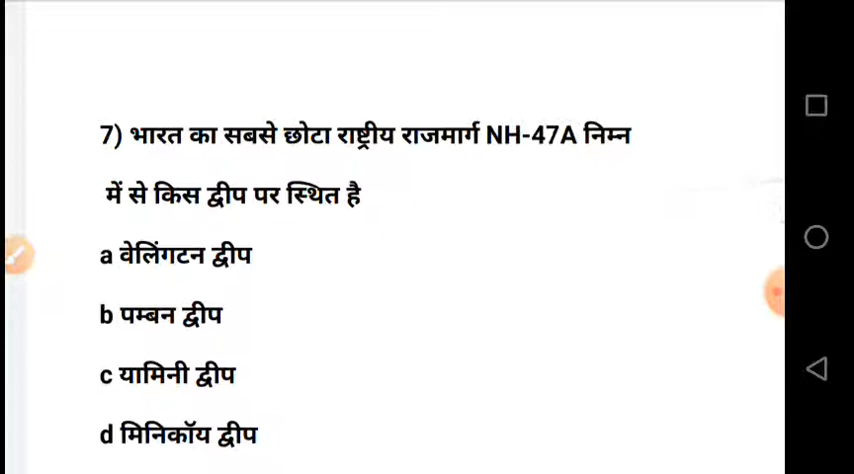 7) भारत का सबसे छोटा राष्ट्रीय राजमार्ग NH-47A निम्न
में से किस द्वीप पर स्थित है
a वेलिंगटन द्वीप
b पम्बन द्वीप
c यामिनी द्वीप
d मिनिकॉय द्वीप